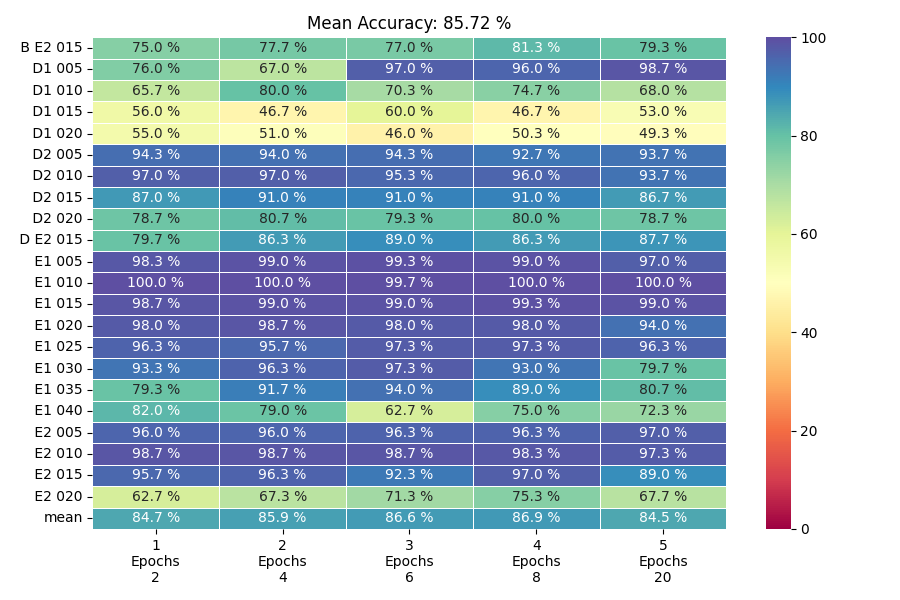 Mean Accuracy: 85.72 %
B E2 015 75.0 % 77.7 % 77.0 % 81.3 % 79.3 %
D1 005 76.0 % 67.0 % 97.0 % 96.0 % 98.7 %
D1 010 65.7 % 80.0 % 70.3 % 74.7 % 68.0 %
D1 015 56.0 % 46.7 % 60.0 % 46.7 % 53.0 %
D1 020 55.0 % 51.0 % 46.0 % 50.3 % 49.3 %
D2 005 94.3 % 94.0 % 94.3 % 92.7 % 93.7 %
D2 010 97.0 % 97.0 % 95.3 % 96.0 % 93.7 %
D2 015 87.0 % 91.0 % 91.0 % 91.0 % 86.7 %
D2 020 78.7 % 80.7 % 79.3 % 80.0 % 78.7 %
D E2 015 79.7 % 86.3 % 89.0 % 86.3 % 87.7 %
E1 005 98.3 % 99.0 % 99.3 % 99.0 % 97.0 %
E1 010 100.0 % 100.0 % 99.7 % 100.0 % 100.0 %
E1 015 98.7 % 99.0 % 99.0 % 99.3 % 99.0 %
E1 020 98.0 % 98.7 % 98.0 % 98.0 % 94.0 %
E1 025 96.3 % 95.7 % 97.3 % 97.3 % 96.3 %
E1 030 93.3 % 96.3 % 97.3 % 93.0 % 79.7 %
E1 035 79.3 % 91.7 % 94.0 % 89.0 % 80.7 %
E1 040 82.0 % 79.0 % 62.7 % 75.0 % 72.3 %
E2 005 96.0 % 96.0 % 96.3 % 96.3 % 97.0 %
E2 010 98.7 % 98.7 % 98.7 % 98.3 % 97.3 %
E2 015 95.7 % 96.3 % 92.3 % 97.0 % 89.0 %
E2 020 62.7 % 67.3 % 71.3 % 75.3 % 67.7 %
mean 84.7 % 85.9 % 86.6 % 86.9 % 84.5 %
1 2 3 4 5
Epochs Epochs Epochs Epochs Epochs
2 4 6 8 20
100
80
60
40
20
0